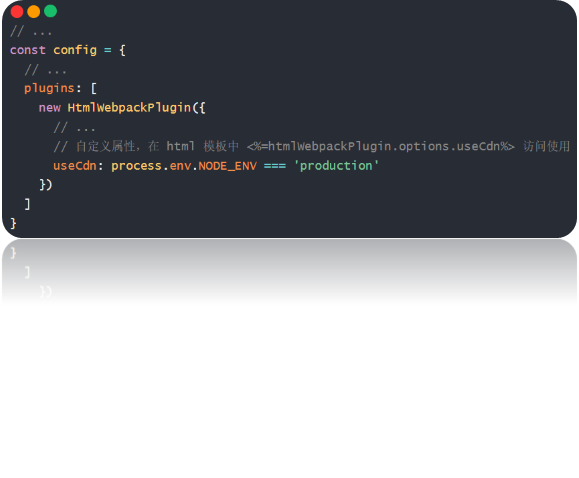 // ...
const config = {
  // ...
  plugins: [
    new HtmlWebpackPlugin({
      // ...
      // 自定义属性，在 html 模板中 <%=htmlWebpackPlugin.options.useCdn%> 访问使用
      useCdn: process.env.NODE_ENV === 'production'
    })
  ]
}
}
  ]
    })